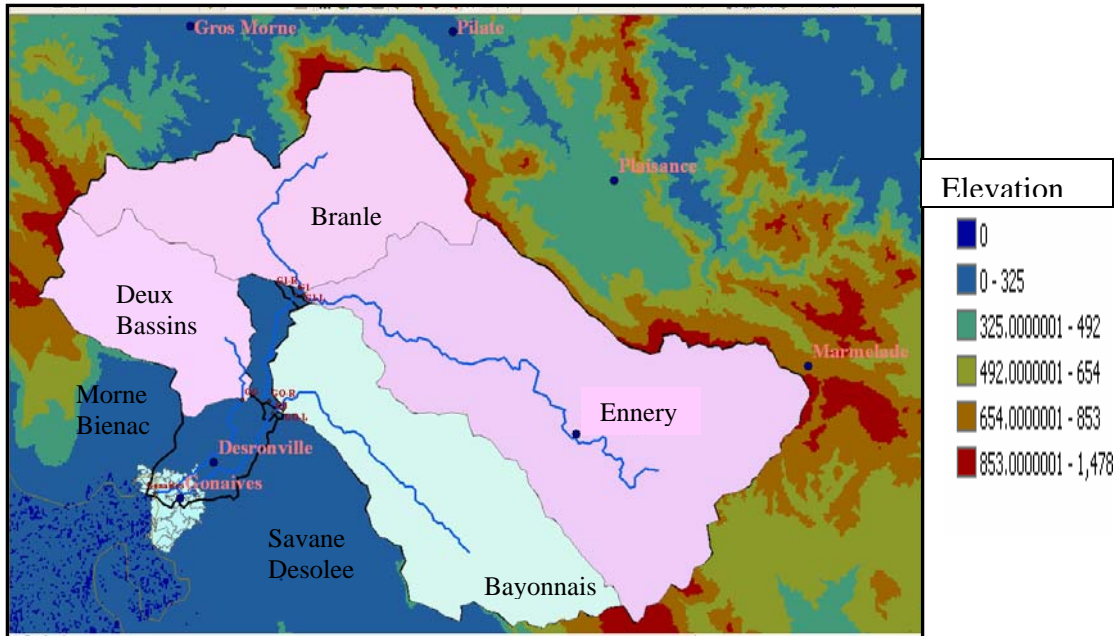 Gros Morne
Pilate
Plaisance
Branle
Deux
Bassins
Morne
Bienac
Ennery
Marmelade
Desronville
Gonaives
Savane
Desolee
Bayonnais
GO-R
Elevation
0
0 - 325
325.0000001 - 492
492.0000001 - 654
654.0000001 - 853
853.0000001 - 1,478